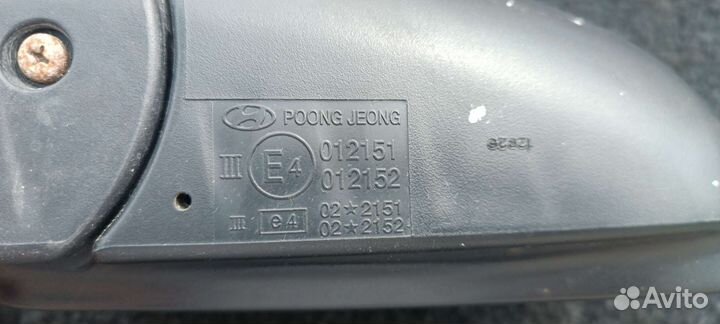 POONG JEONG
III E4 012151
012152
III e4 02★2151
02★2152
Avito